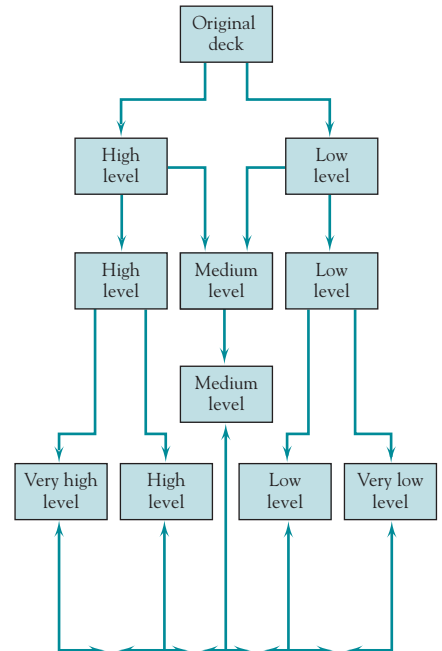 Original
deck
High
level
Low
level
High
level
Medium
level
Low
level
Medium
level
Very high
level
High
level
Low
level
Very low
level